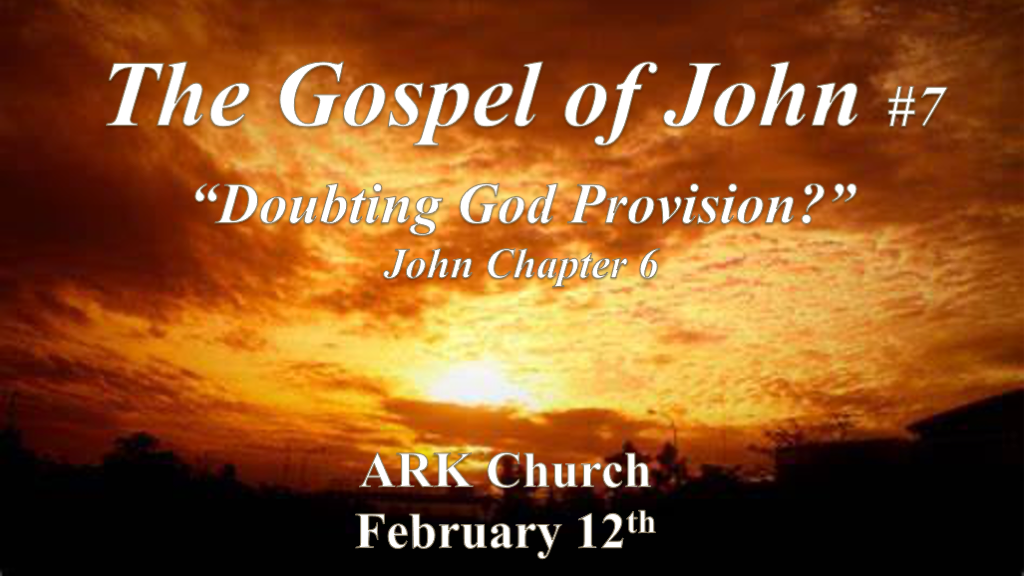 The Gospel of John #7
“Doubting God Provision?”
John Chapter 6
ARK Church
February 12th